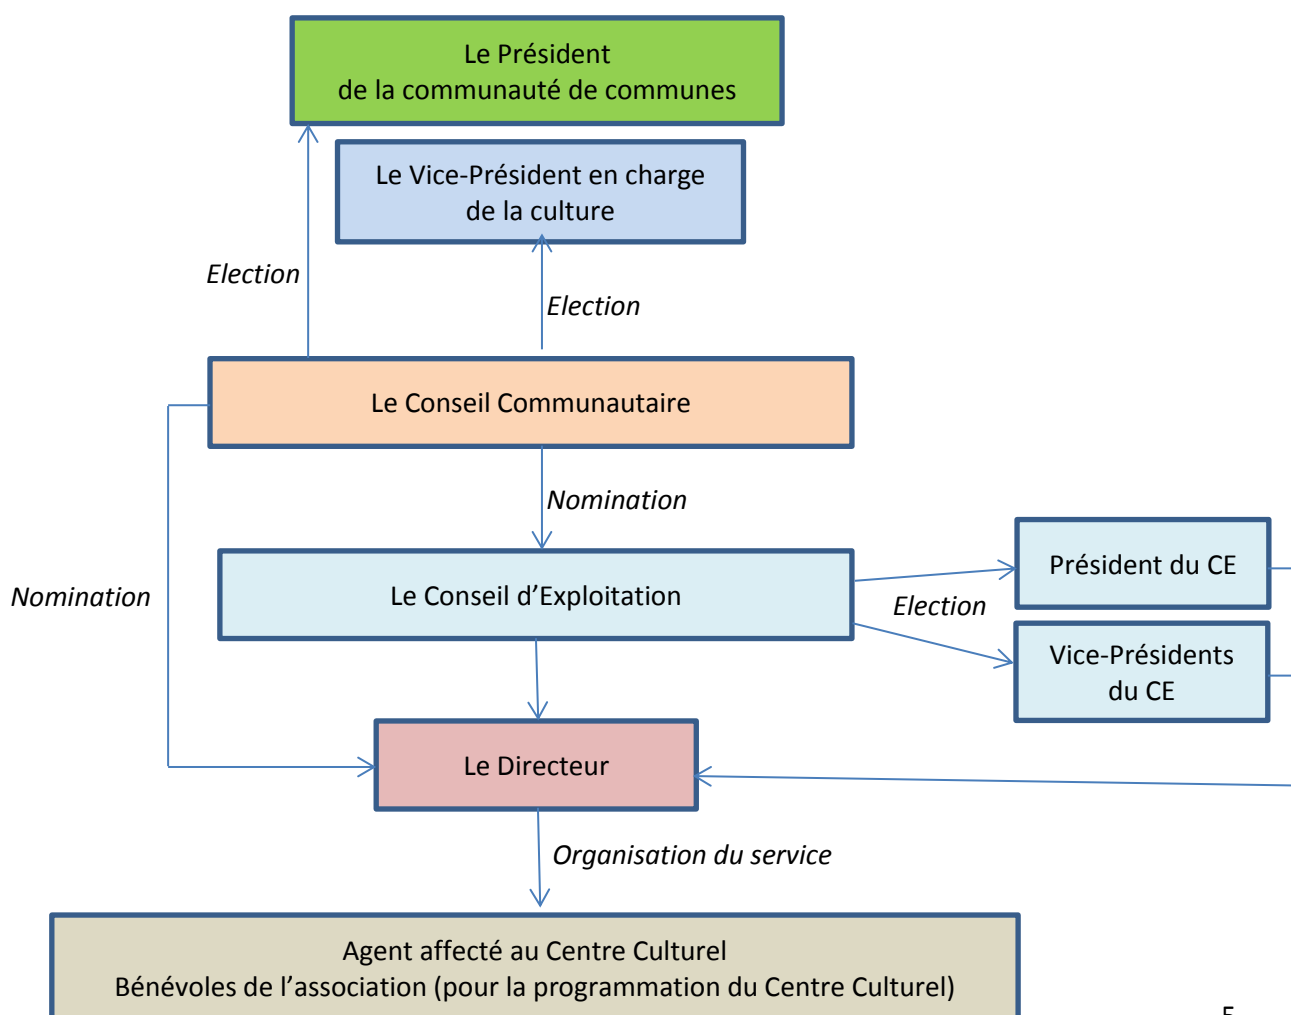 Le Président
de la communauté de communes
Le Vice-Président en charge
de la culture
Election
Election
Le Conseil Communautaire
Nomination
Président du CE
Nomination
Le Conseil d’Exploitation
Election
Vice-Présidents
du CE
Le Directeur
Organisation du service
Agent affecté au Centre Culturel
Bénévoles de l’association (pour la programmation du Centre Culturel)